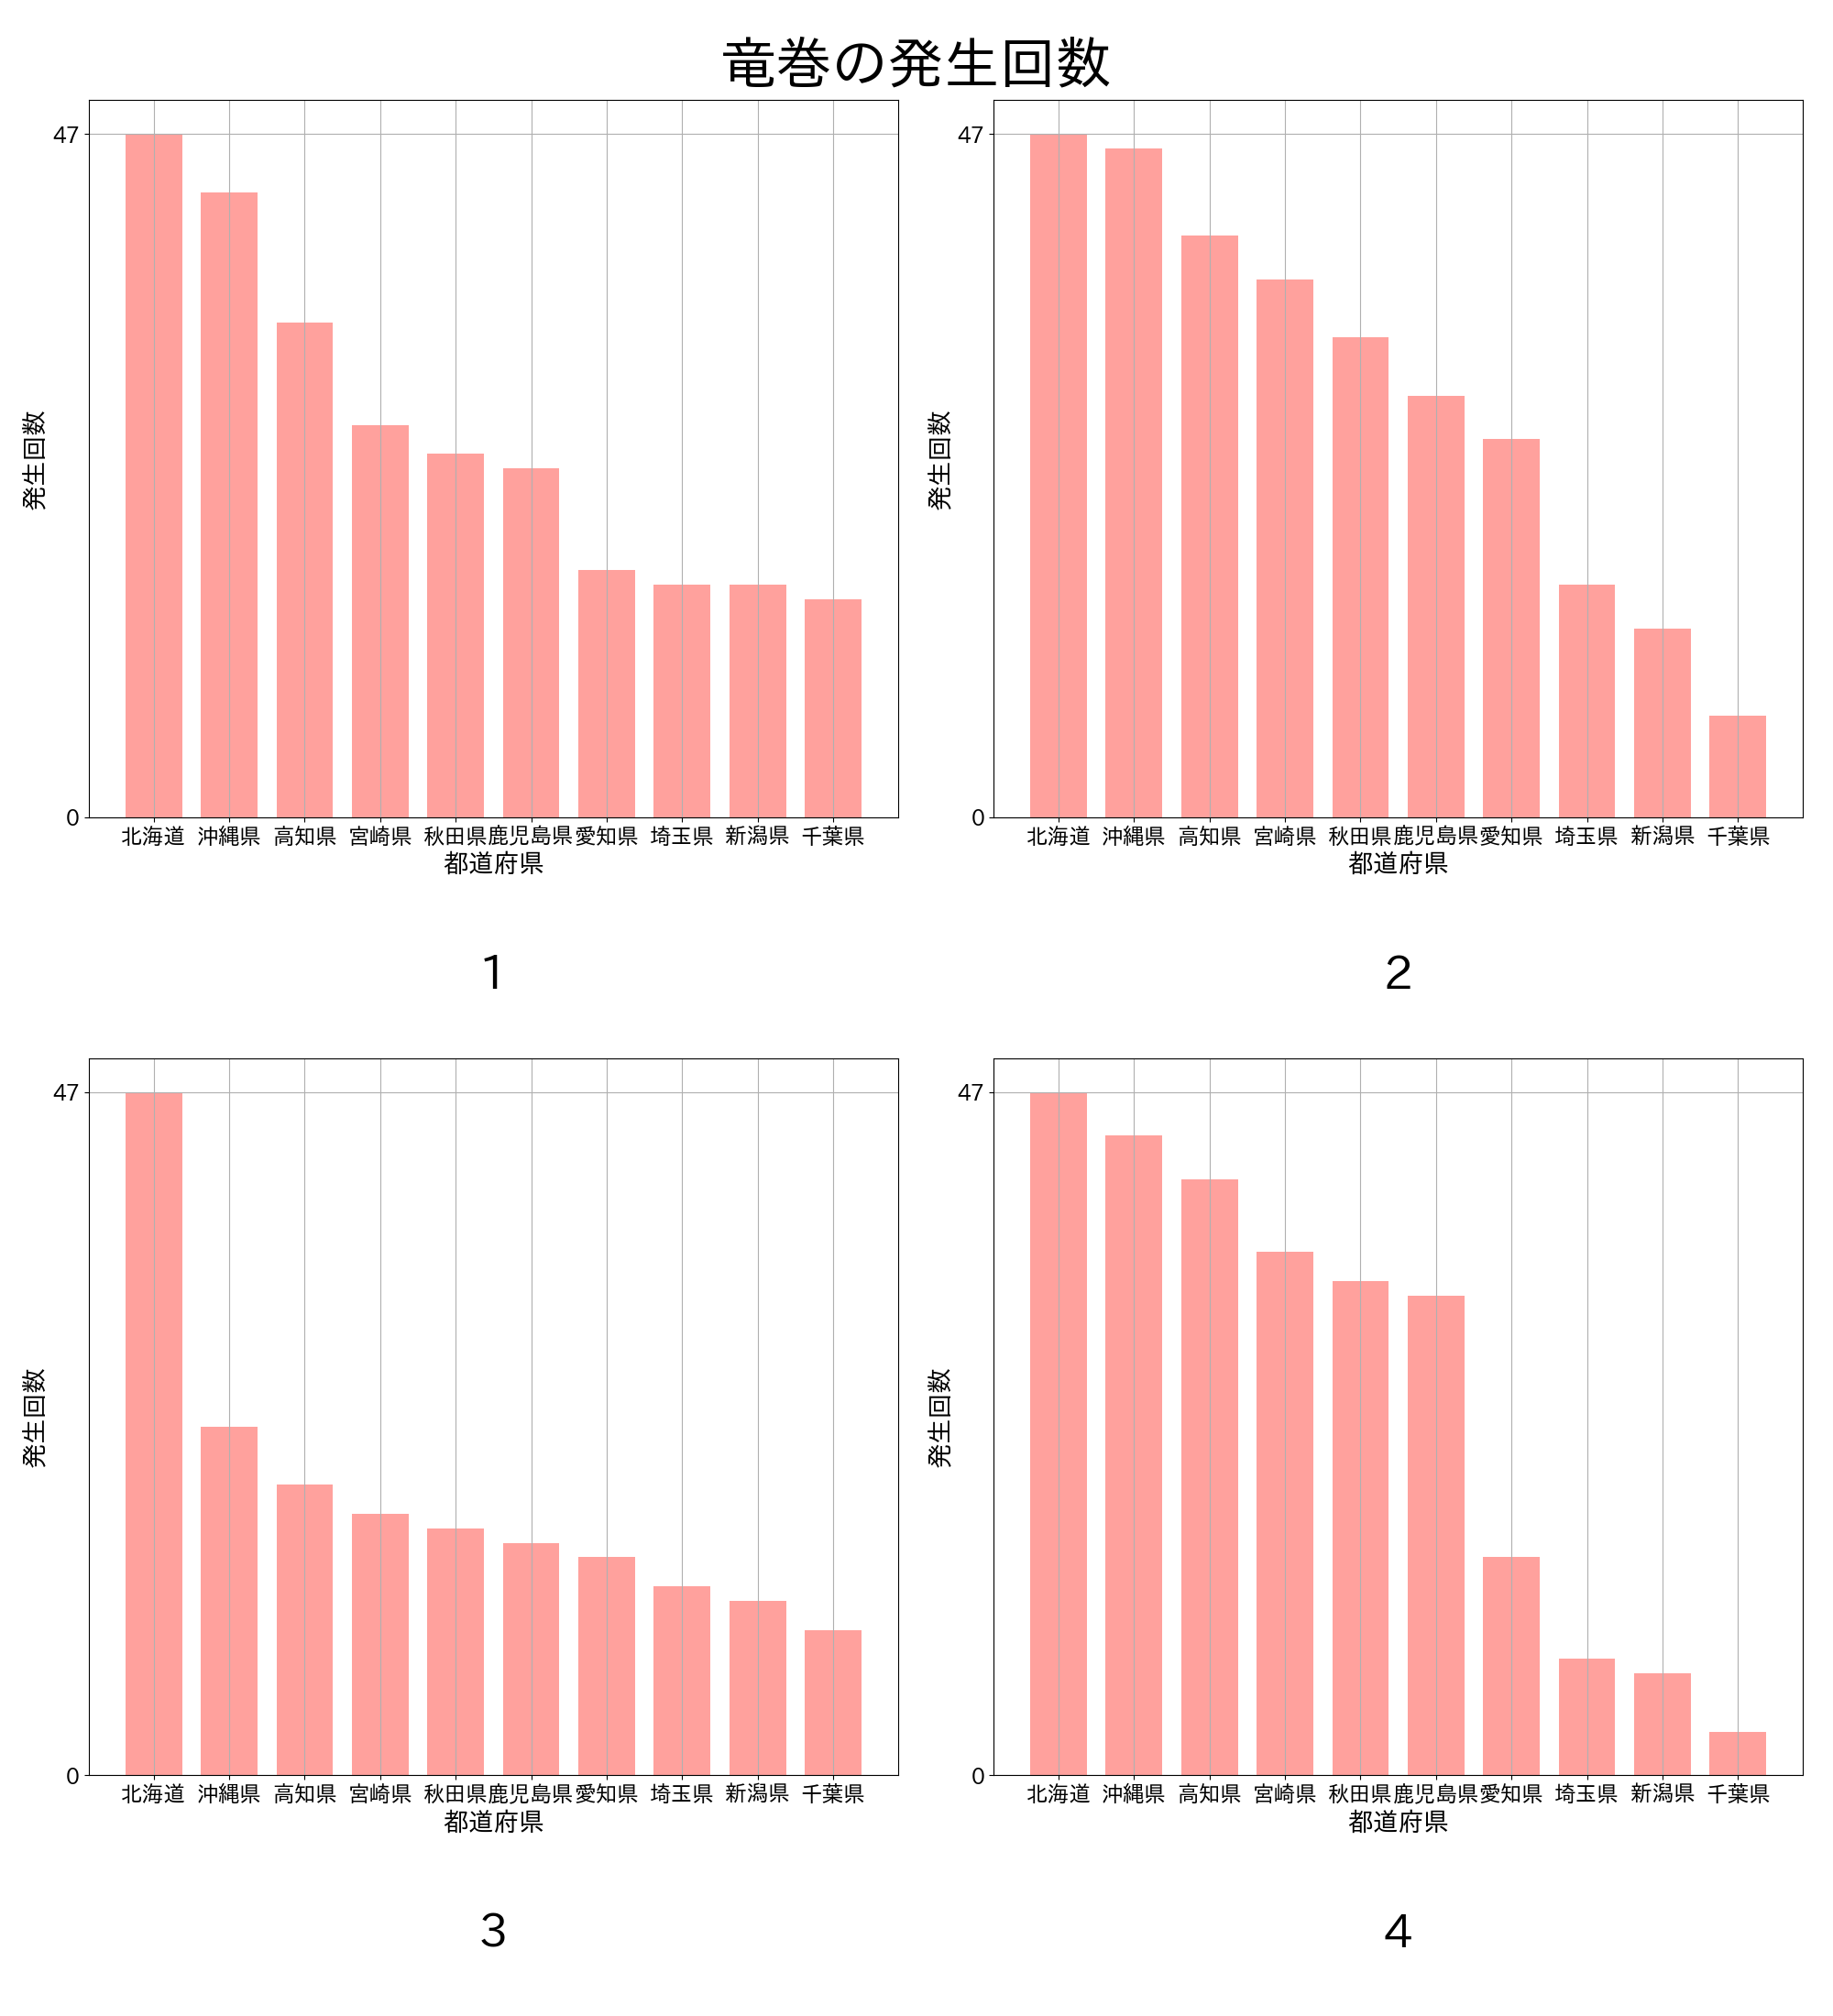 竜巻の発生回数
47
0
発生回数
北海道 沖縄県 高知県 宮崎県 秋田県 鹿児島県 愛知県 埼玉県 新潟県 千葉県
都道府県
1
47
0
発生回数
北海道 沖縄県 高知県 宮崎県 秋田県 鹿児島県 愛知県 埼玉県 新潟県 千葉県
都道府県
2
47
0
発生回数
北海道 沖縄県 高知県 宮崎県 秋田県 鹿児島県 愛知県 埼玉県 新潟県 千葉県
都道府県
3
47
0
発生回数
北海道 沖縄県 高知県 宮崎県 秋田県 鹿児島県 愛知県 埼玉県 新潟県 千葉県
都道府県
4